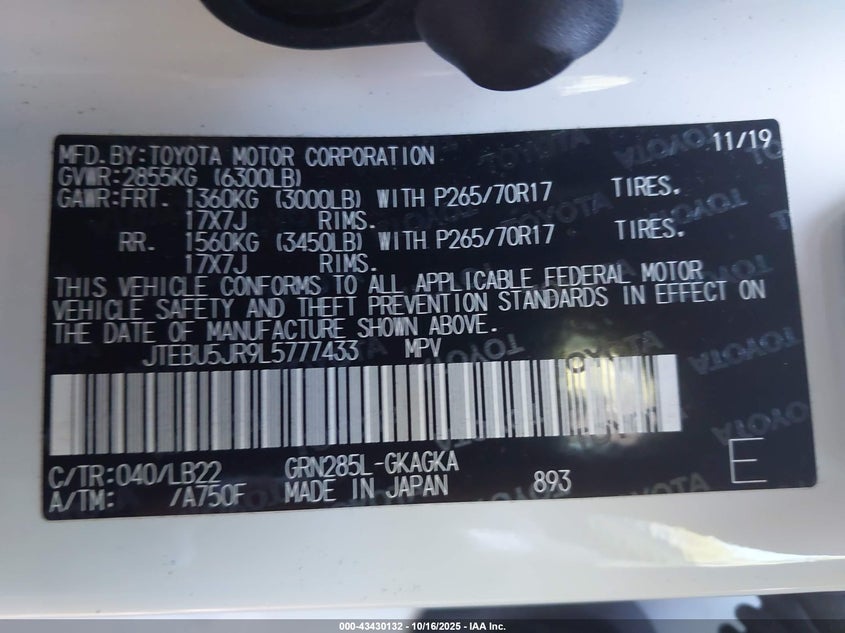 11/19
MFD.BY:TOYOTA MOTOR CORPORATION
GVWR:2855KG (6300LB)
GAWR:FRT. 1360KG (3000LB) WITH P265/70R17 TIRES.
17X7J RIMS.
RR. 1560KG (3450LB) WITH P265/70R17 TIRES.
17X7J RIMS.
THIS VEHICLE CONFORMS TO ALL APPLICABLE FEDERAL MOTOR
VEHICLE SAFETY AND THEFT PREVENTION STANDARDS IN EFFECT ON
THE DATE OF MANUFACTURE SHOWN ABOVE.
JTEBU5JR9L5777433 MPV
C/TR:040/LB22 GRN285L-GKAGKA
A/TM: /A750F MADE IN JAPAN 893 E
000-43430132 - 10/16/2025 - IAA Inc.